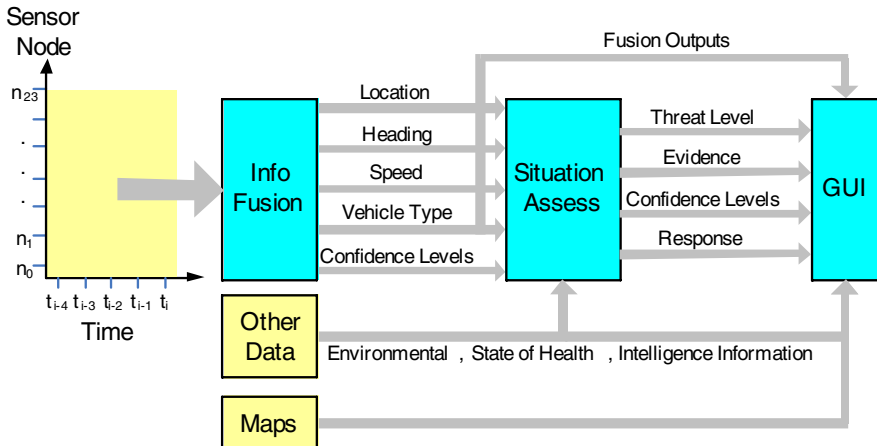 Sensor
Node
n23
.
.
.
n1
n0
ti-4 ti-3 ti-2 ti-1 ti
Time
Info
Fusion
Location
Heading
Speed
Vehicle Type
Confidence Levels
Fusion Outputs
Situation
Assess
Threat Level
Evidence
Confidence Levels
Response
GUI
Other
Data
Environmental , State of Health , Intelligence Information
Maps